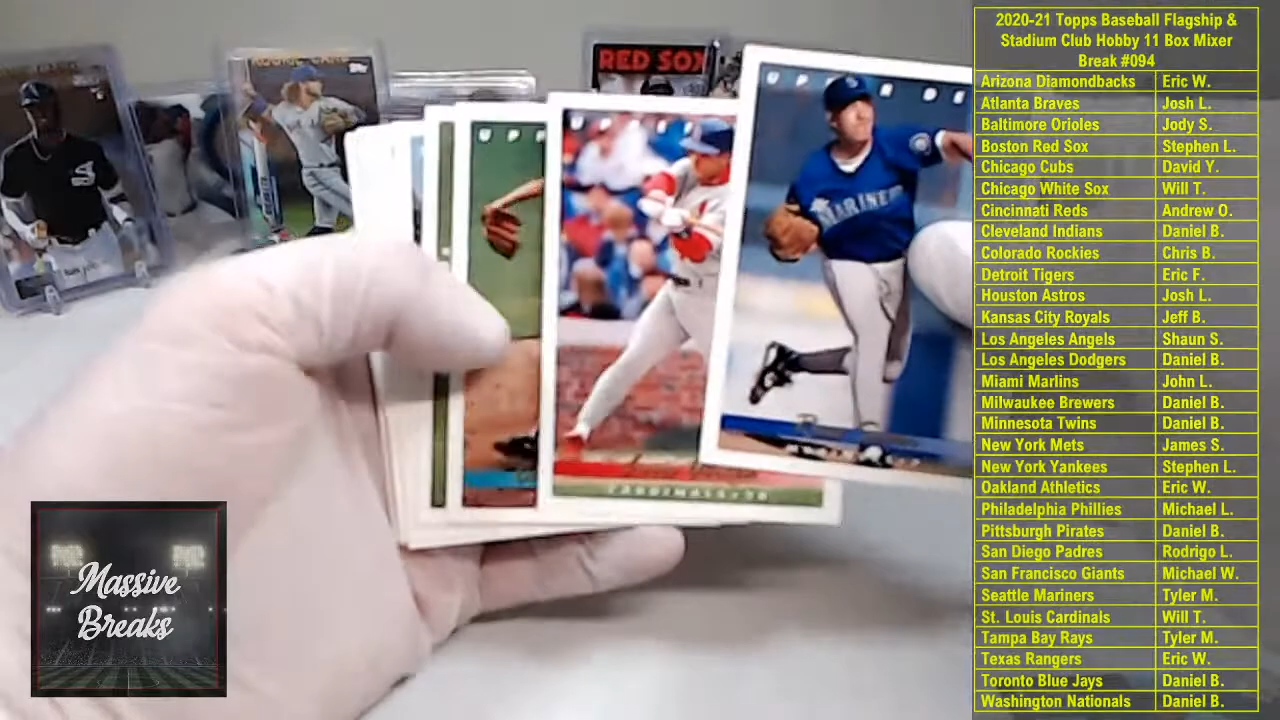 2020-21 Topps Baseball Flagship &
Stadium Club Hobby 11 Box Mixer
Break #094
Arizona Diamondbacks Eric W.
Atlanta Braves Josh L.
Baltimore Orioles Jody S.
Boston Red Sox Stephen L.
Chicago Cubs David Y.
Chicago White Sox Will T.
Cincinnati Reds Andrew O.
Cleveland Indians Daniel B.
Colorado Rockies Chris B.
Detroit Tigers Eric F.
Houston Astros Josh L.
Kansas City Royals Jeff B.
Los Angeles Angels Shaun S.
Los Angeles Dodgers Daniel B.
Miami Marlins John L.
Milwaukee Brewers Daniel B.
Minnesota Twins Daniel B.
New York Mets James S.
New York Yankees Stephen L.
Oakland Athletics Eric W.
Philadelphia Phillies Michael L.
Pittsburgh Pirates Daniel B.
San Diego Padres Rodrigo L.
San Francisco Giants Michael W.
Seattle Mariners Tyler M.
St. Louis Cardinals Will T.
Tampa Bay Rays Tyler M.
Texas Rangers Eric W.
Toronto Blue Jays Daniel B.
Washington Nationals Daniel B.
RED SOX
Topps
MARINER
Massive
Breaks